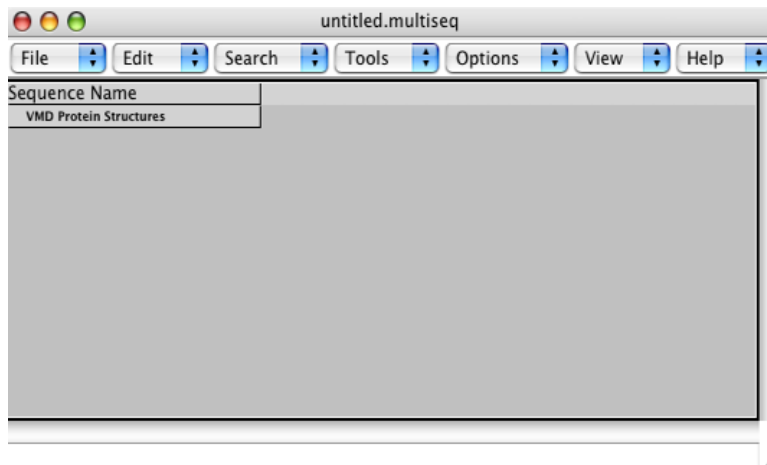 untitled.multiseq
File Edit Search Tools Options View Help
Sequence Name
VMD Protein Structures